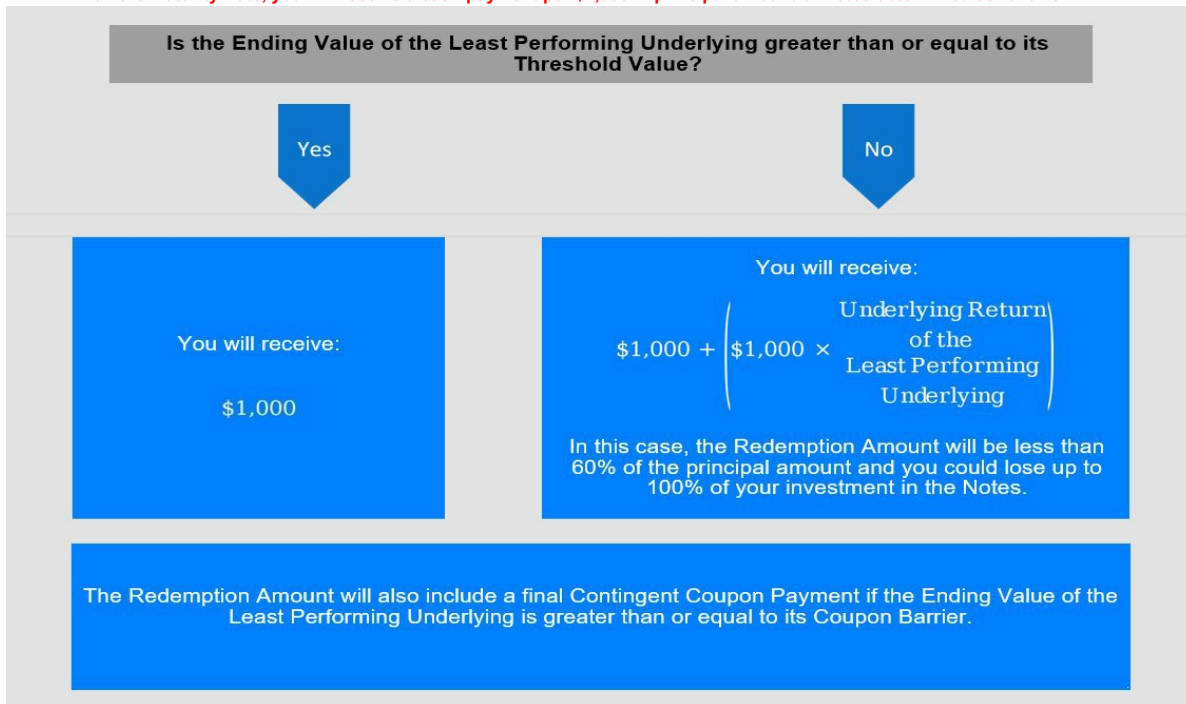 Is the Ending Value of the Least Performing Underlying greater than or equal to its
Threshold Value?
Yes
No
You will receive:
$1,000
You will receive:
$1,000 + ($1,000 × Underlying Return
of the
Least Performing
Underlying)
In this case, the Redemption Amount will be less than
60% of the principal amount and you could lose up to
100% of your investment in the Notes.
The Redemption Amount will also include a final Contingent Coupon Payment if the Ending Value of the
Least Performing Underlying is greater than or equal to its Coupon Barrier.